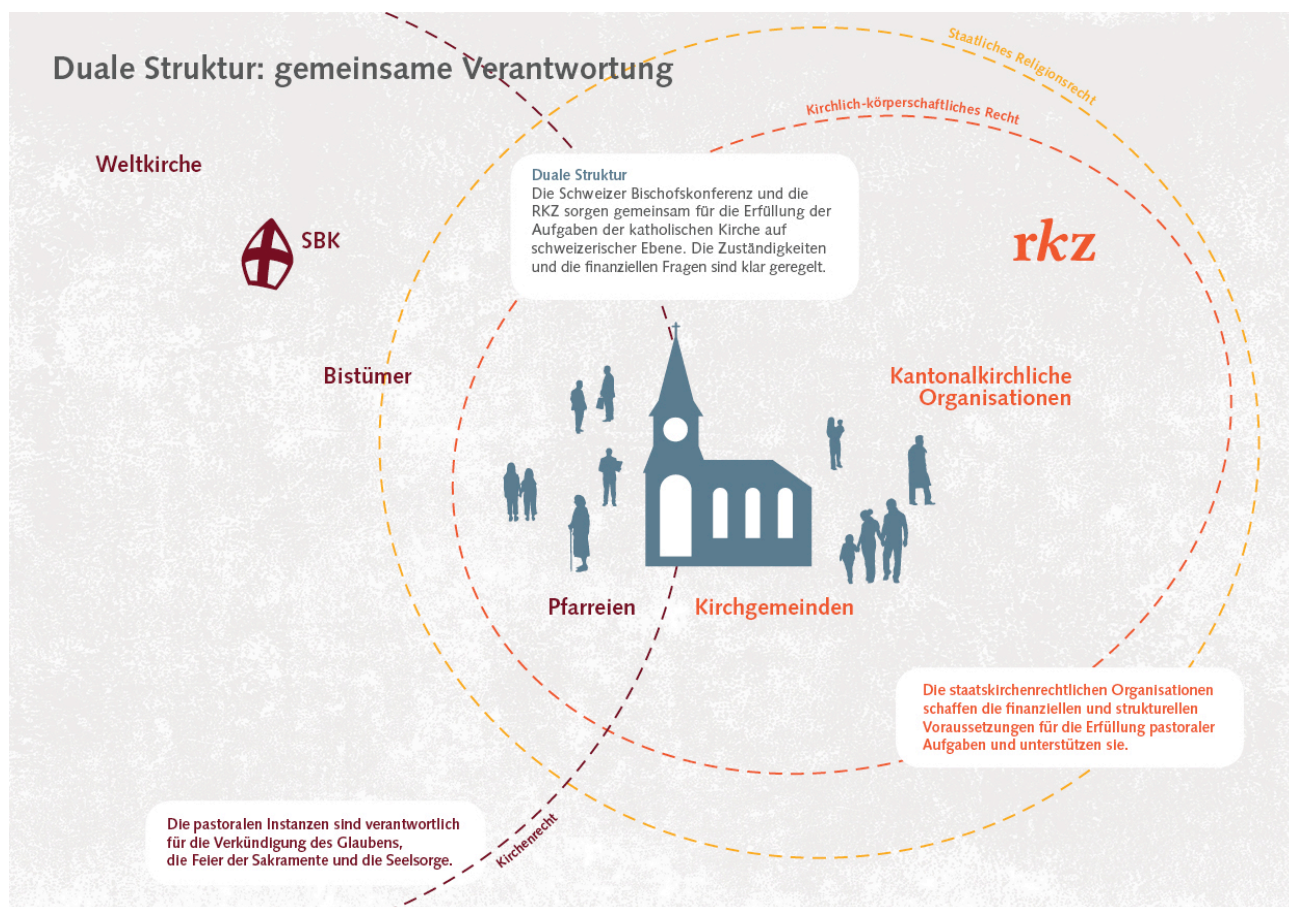 Duale Struktur: gemeinsame Verantwortung
Staatliches Religionsrecht
Kirchlich-körperschaftliches Recht
Weltkirche
SBK
Duale Struktur
Die Schweizer Bischofskonferenz und die
RKZ sorgen gemeinsam für die Erfüllung der
Aufgaben der katholischen Kirche auf
schweizerischer Ebene. Die Zuständigkeiten
und die finanziellen Fragen sind klar geregelt.
rkz
Bistümer
Kantonalkirchliche
Organisationen
Pfarreien
Kirchgemeinden
Die staatskirchenrechtlichen Organisationen
schaffen die finanziellen und strukturellen
Voraussetzungen für die Erfüllung pastoraler
Aufgaben und unterstützen sie.
Die pastoralen Instanzen sind verantwortlich
für die Verkündigung des Glaubens,
die Feier der Sakramente und die Seelsorge.
Kirchenrecht